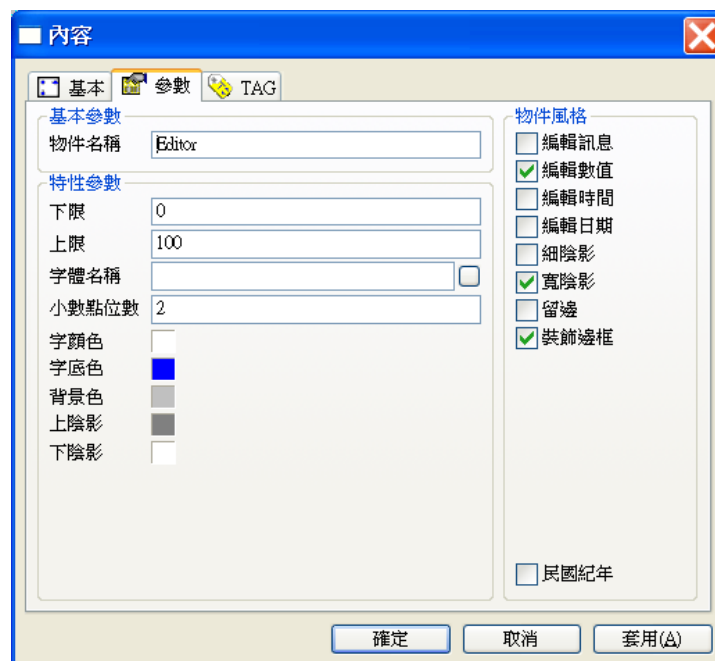 內容
基本 參數 TAG
基本參數
物件名稱 Editor
特性參數
下限 0
上限 100
字體名稱
小數點位數 2
字顏色
字底色
背景色
上陰影
下陰影
物件風格
編輯訊息
編輯數值
編輯時間
編輯日期
細陰影
寬陰影
留邊
裝飾邊框
民國紀年
確定 取消 套用(A)